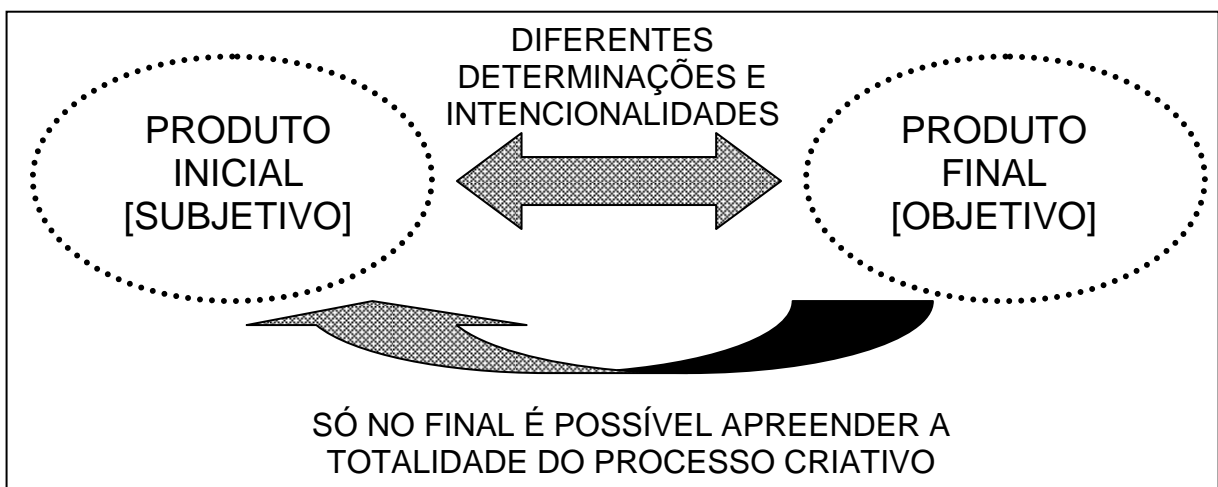 DIFERENTES
DETERMINAÇÕES E
INTENCIONALIDADES
PRODUTO
INICIAL
[SUBJETIVO]
PRODUTO
FINAL
[OBJETIVO]
SÓ NO FINAL É POSSÍVEL APREENDER A
TOTALIDADE DO PROCESSO CRIATIVO